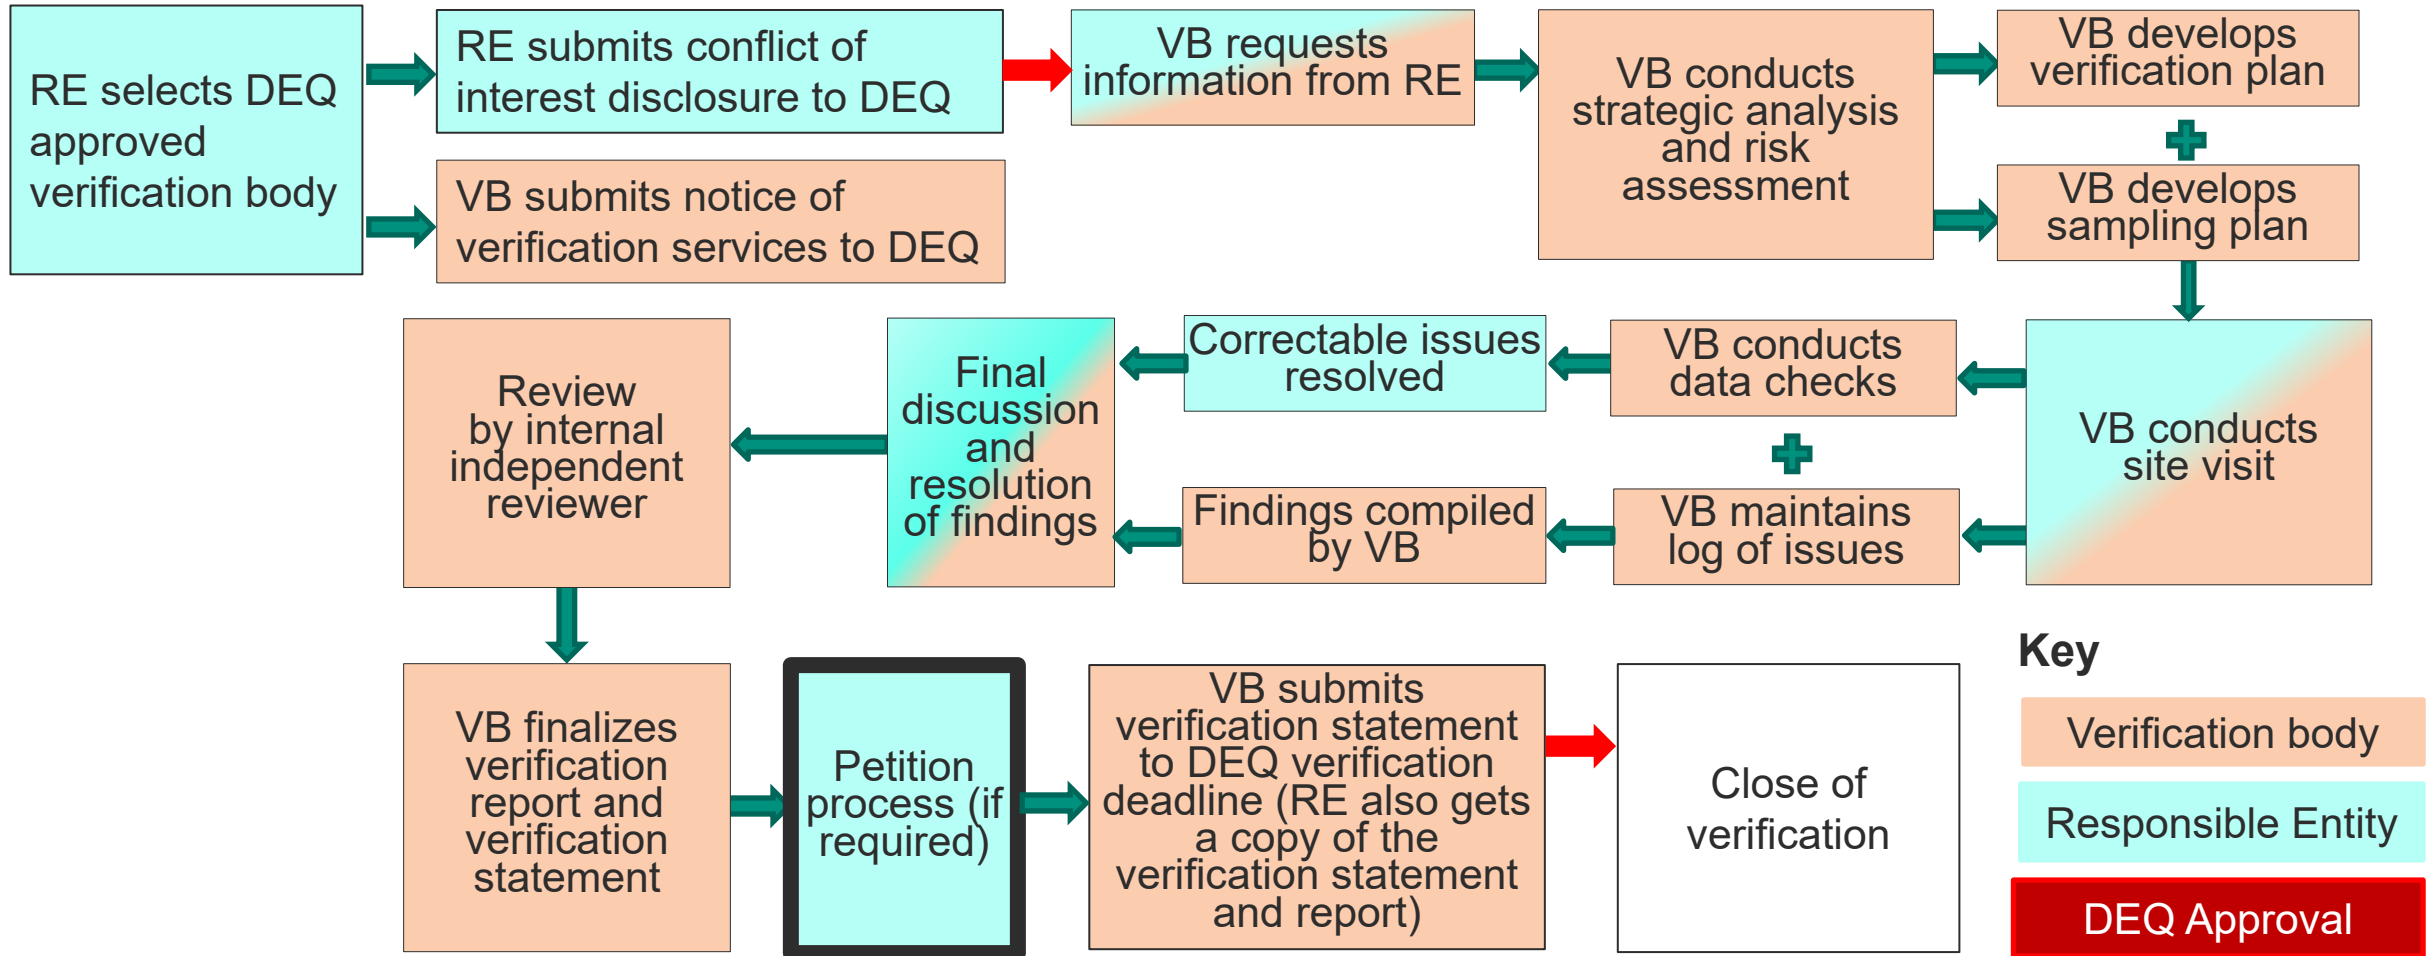 RE selects DEQ
approved
verification body
RE submits conflict of
interest disclosure to DEQ
VB submits notice of
verification services to DEQ
VB requests
information from RE
VB conducts
strategic analysis
and risk
assessment
VB develops
verification plan
VB develops
sampling plan
VB conducts
site visit
VB conducts
data checks
VB maintains
log of issues
Correctable issues
resolved
Findings compiled
by VB
Final
discussion
and
resolution
of findings
Review
by internal
independent
reviewer
VB finalizes
verification
report and
verification
statement
Petition
process (if
required)
VB submits
verification statement
to DEQ verification
deadline (RE also gets
a copy of the
verification statement
and report)
Close of
verification
Key
Verification body
Responsible Entity
DEQ Approval